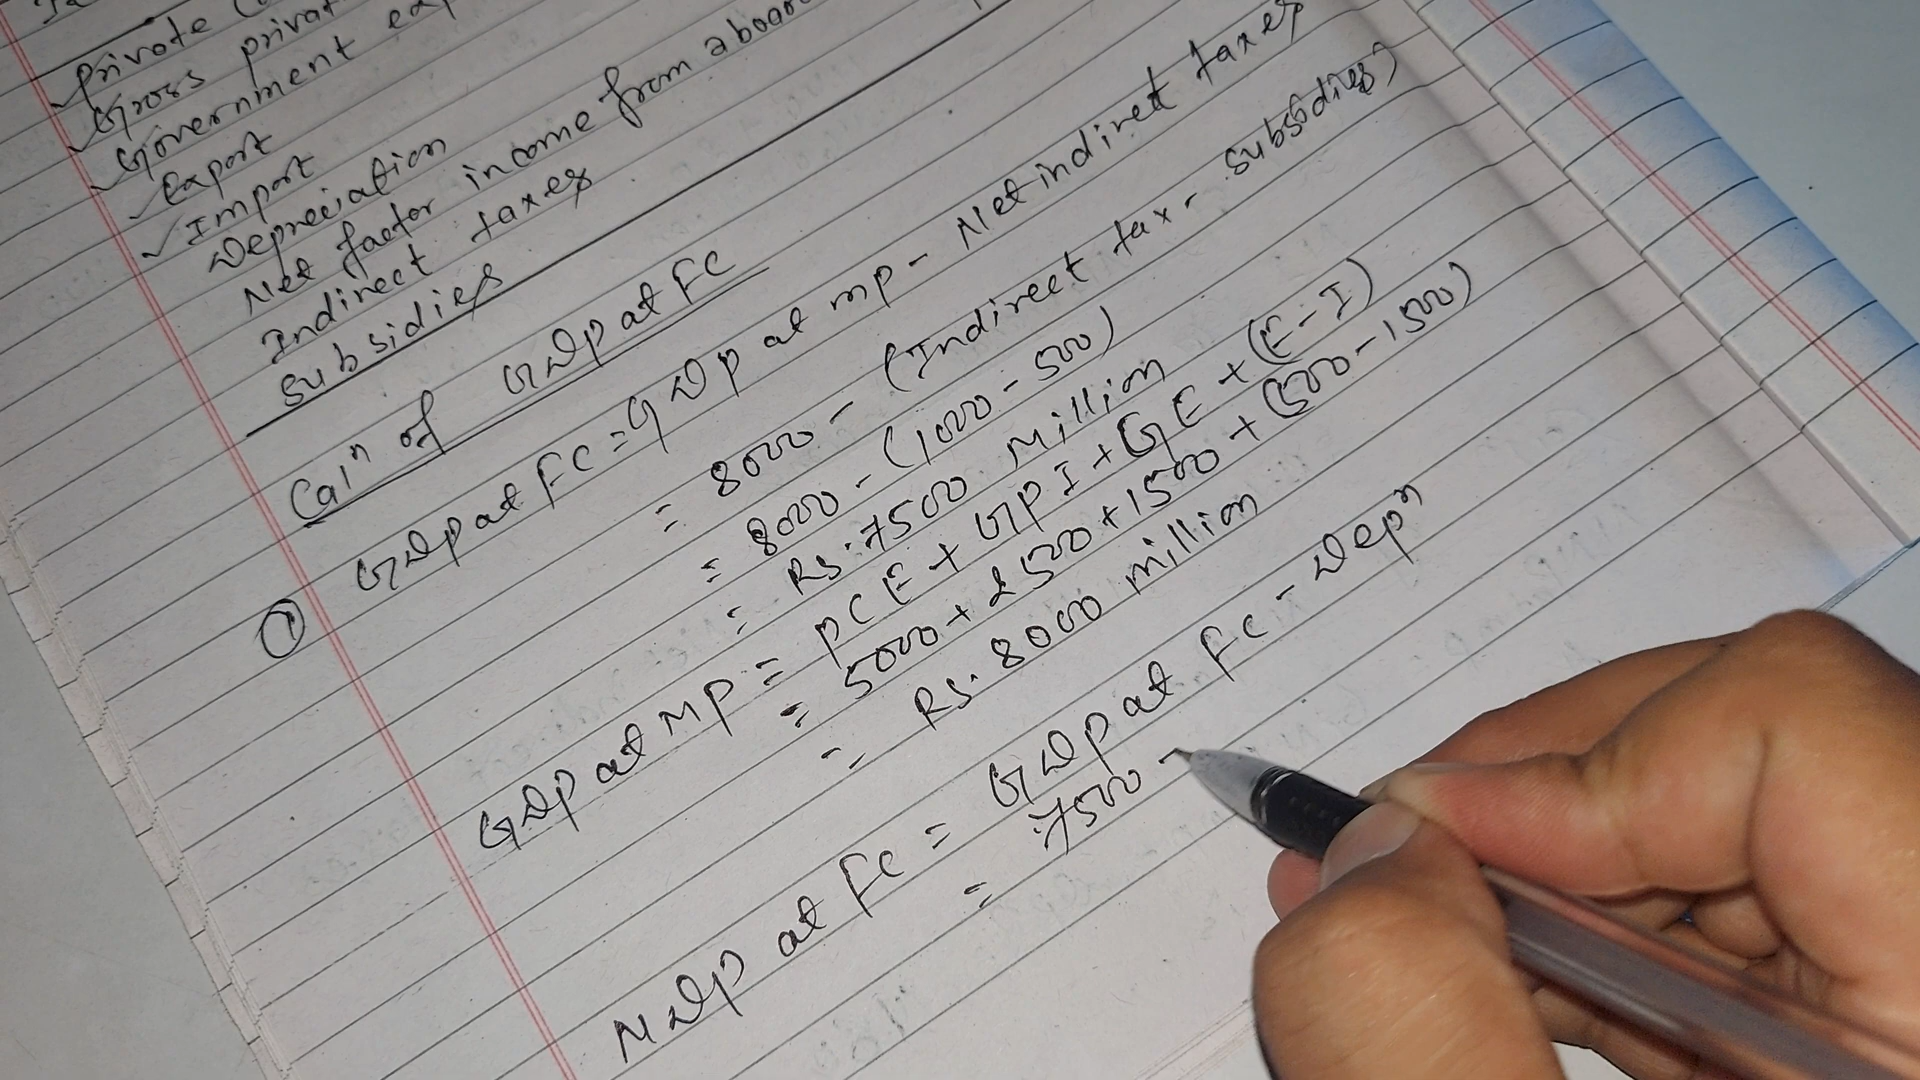 Private
Gross privat
Government exp
Export
Import
Depreciation
Net factor income from aboar
Indirect taxes
Subsidies
Calⁿ of GDP at FC
① GDP at FC = GDP at mp - Net indirect taxes
= 8000 - (Indirect tax - subsidies)
= 8000 - (1000 - 500)
= Rs. 7500 Million
GDP at MP = PCE + GPI + GE + (E - I)
= 5000 + 2500 + 1500 + (500 - 1500)
= Rs. 8000 million
NDP at FC = GDP at FC - Depⁿ
= 7500 -